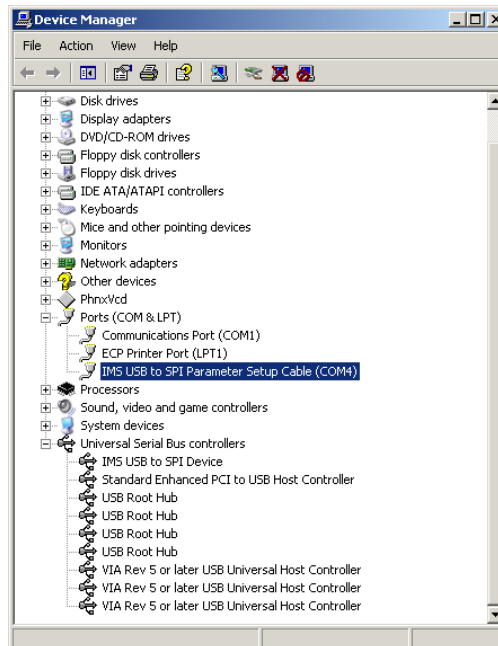 Device Manager
File Action View Help
Disk drives
Display adapters
DVD/CD-ROM drives
Floppy disk controllers
Floppy disk drives
IDE ATA/ATAPI controllers
Keyboards
Mice and other pointing devices
Monitors
Network adapters
Other devices
PhnxVcd
Ports (COM & LPT)
Communications Port (COM1)
ECP Printer Port (LPT1)
IMS USB to SPI Parameter Setup Cable (COM4)
Processors
Sound, video and game controllers
System devices
Universal Serial Bus controllers
IMS USB to SPI Device
Standard Enhanced PCI to USB Host Controller
USB Root Hub
USB Root Hub
USB Root Hub
USB Root Hub
VIA Rev 5 or later USB Universal Host Controller
VIA Rev 5 or later USB Universal Host Controller
VIA Rev 5 or later USB Universal Host Controller